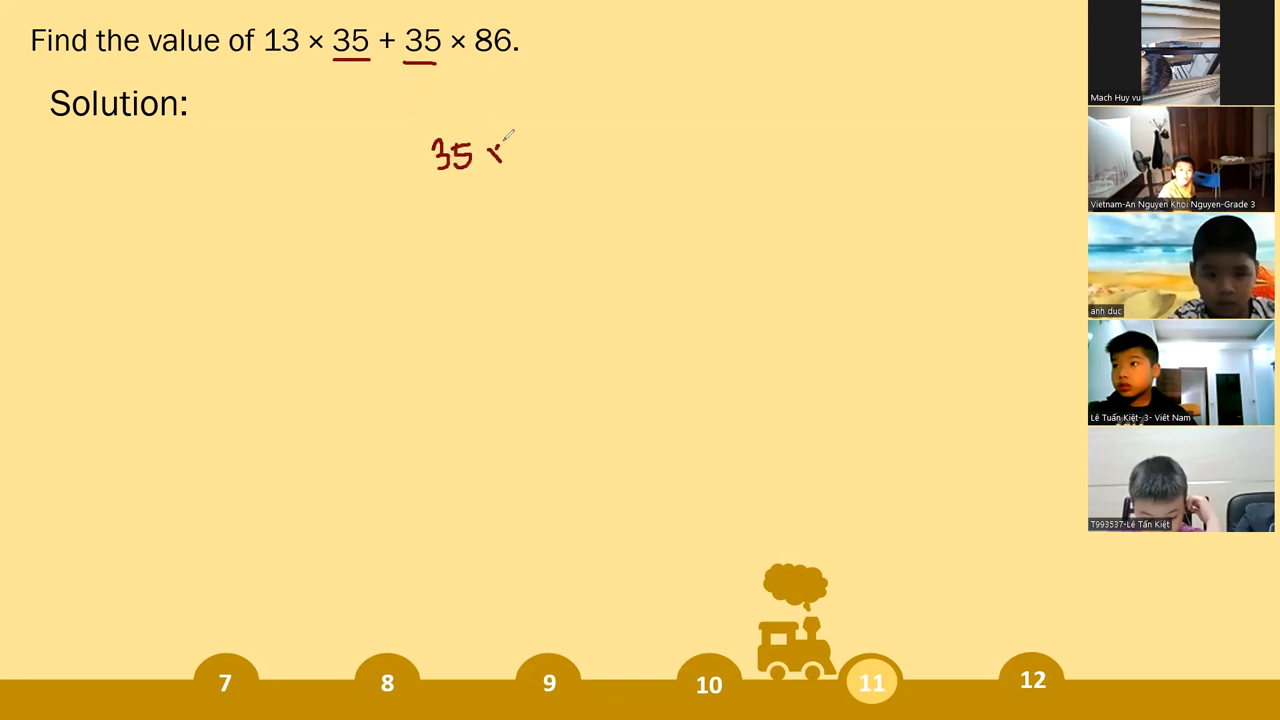 Find the value of 13 × 35 + 35 × 86.
Solution:
35 ×
Mach Huy vu
Vietnam-An Nguyen Khoi Nguyen-Grade 3
anh duc
Lê Tuấn Kiệt- 3- Việt Nam
T993537-Lê Tấn Kiệt
7 8 9 10 11 12